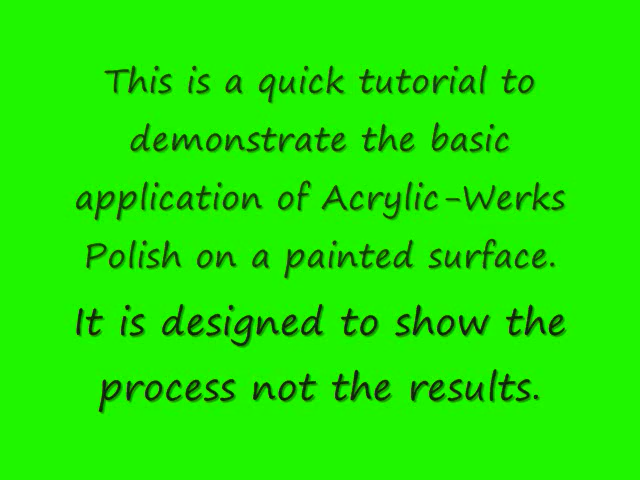 This is a quick tutorial to
demonstrate the basic
application of Acrylic-Werks
Polish on a painted surface.
It is designed to show the
process not the results.